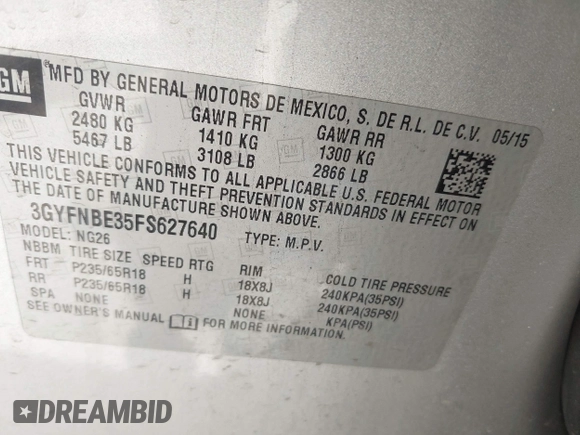 GM
MFD BY GENERAL MOTORS DE MEXICO, S. DE R.L. DE C.V. 05/15
GVWR GAWR FRT GAWR RR
2480 KG 1410 KG 1300 KG
5467 LB 3108 LB 2866 LB
THIS VEHICLE CONFORMS TO ALL APPLICABLE U.S. FEDERAL MOTOR
VEHICLE SAFETY AND THEFT PREVENTION STANDARDS IN EFFECT ON
THE DATE OF MANUFACTURE SHOWN ABOVE.
3GYFNBE35FS627640 TYPE: M.P.V.
MODEL: NG26
NBBM TIRE SIZE SPEED RTG RIM COLD TIRE PRESSURE
FRT P235/65R18 H 18X8J 240KPA(35PSI)
RR P235/65R18 H 18X8J 240KPA(35PSI)
SPA NONE NONE KPA(PSI)
SEE OWNER'S MANUAL FOR MORE INFORMATION.
DREAMBID